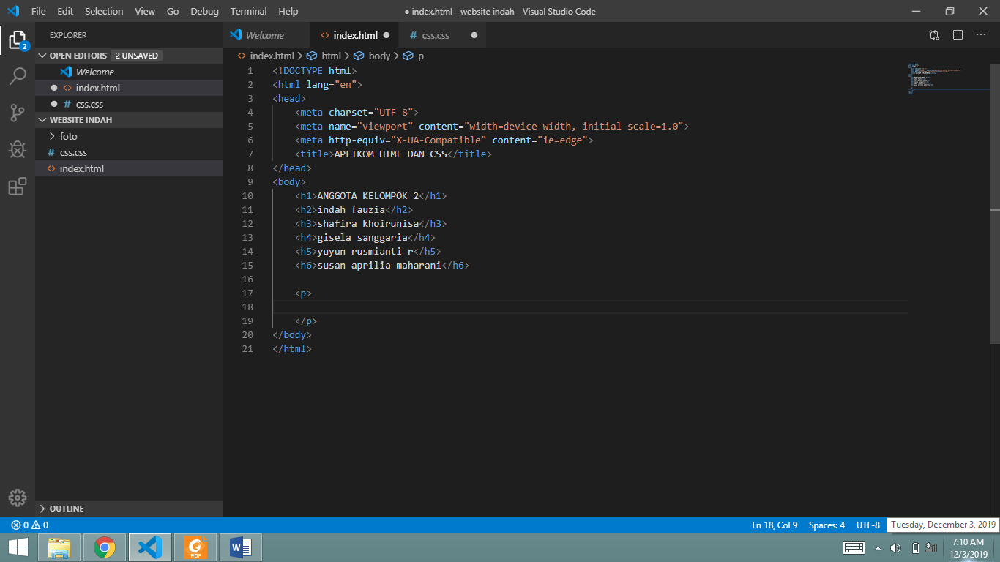 File Edit Selection View Go Debug Terminal Help
● index.html - website indah - Visual Studio Code
2
EXPLORER
OPEN EDITORS 2 UNSAVED
Welcome
index.html
# css.css
WEBSITE INDAH
foto
# css.css
index.html
OUTLINE
Welcome index.html # css.css
index.html > html > body > p
1 <!DOCTYPE html>
2 <html lang="en">
3 <head>
4 <meta charset="UTF-8">
5 <meta name="viewport" content="width=device-width, initial-scale=1.0">
6 <meta http-equiv="X-UA-Compatible" content="ie=edge">
7 <title>APLIKOM HTML DAN CSS</title>
8 </head>
9 <body>
10 <h1>ANGGOTA KELOMPOK 2</h1>
11 <h2>indah fauzia</h2>
12 <h3>shafira khoirunisa</h3>
13 <h4>gisela sanggaria</h4>
14 <h5>yuyun rusmianti r</h5>
15 <h6>susan aprilia maharani</h6>
16
17 <p>
18
19 </p>
20 </body>
21 </html>
0 0 Ln 18, Col 9 Spaces: 4 UTF-8
Tuesday, December 3, 2019
PDF
7:10 AM
12/3/2019